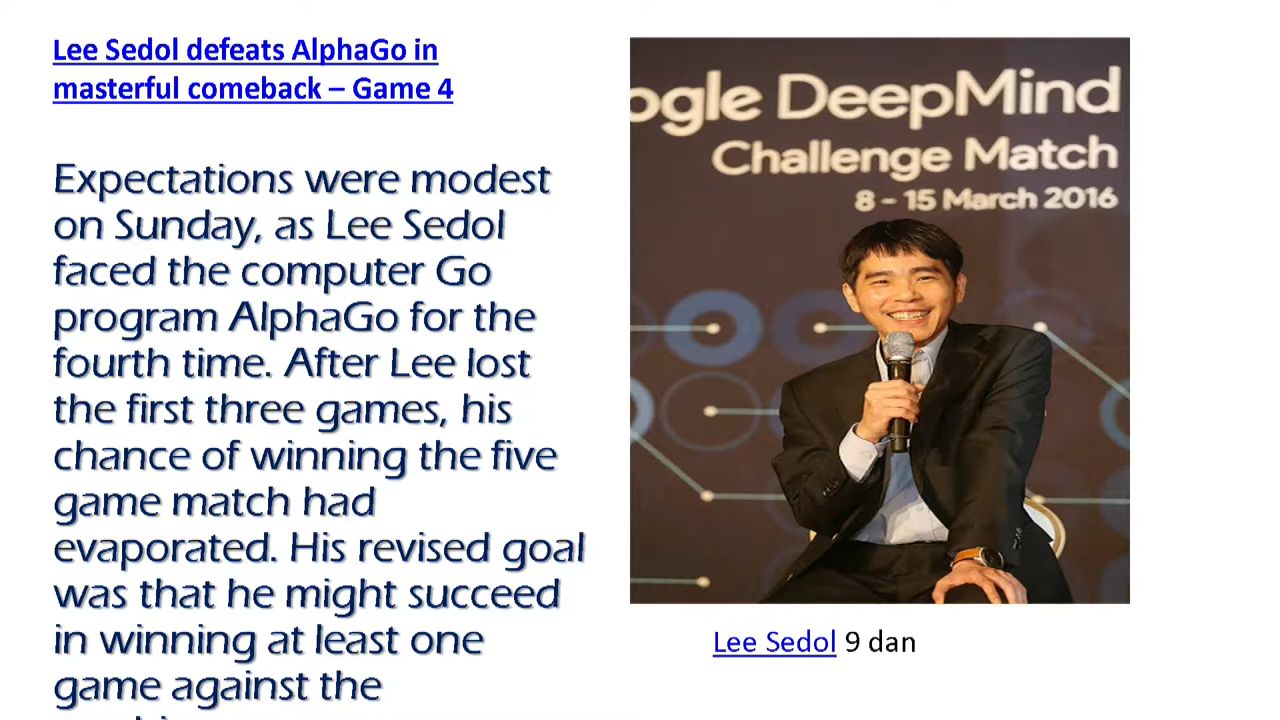 Lee Sedol defeats AlphaGo in
masterful comeback – Game 4
Expectations were modest
on Sunday, as Lee Sedol
faced the computer Go
program AlphaGo for the
fourth time. After Lee lost
the first three games, his
chance of winning the five
game match had
evaporated. His revised goal
was that he might succeed
in winning at least one
game against the
ogle DeepMind
Challenge Match
8 - 15 March 2016
Lee Sedol 9 dan